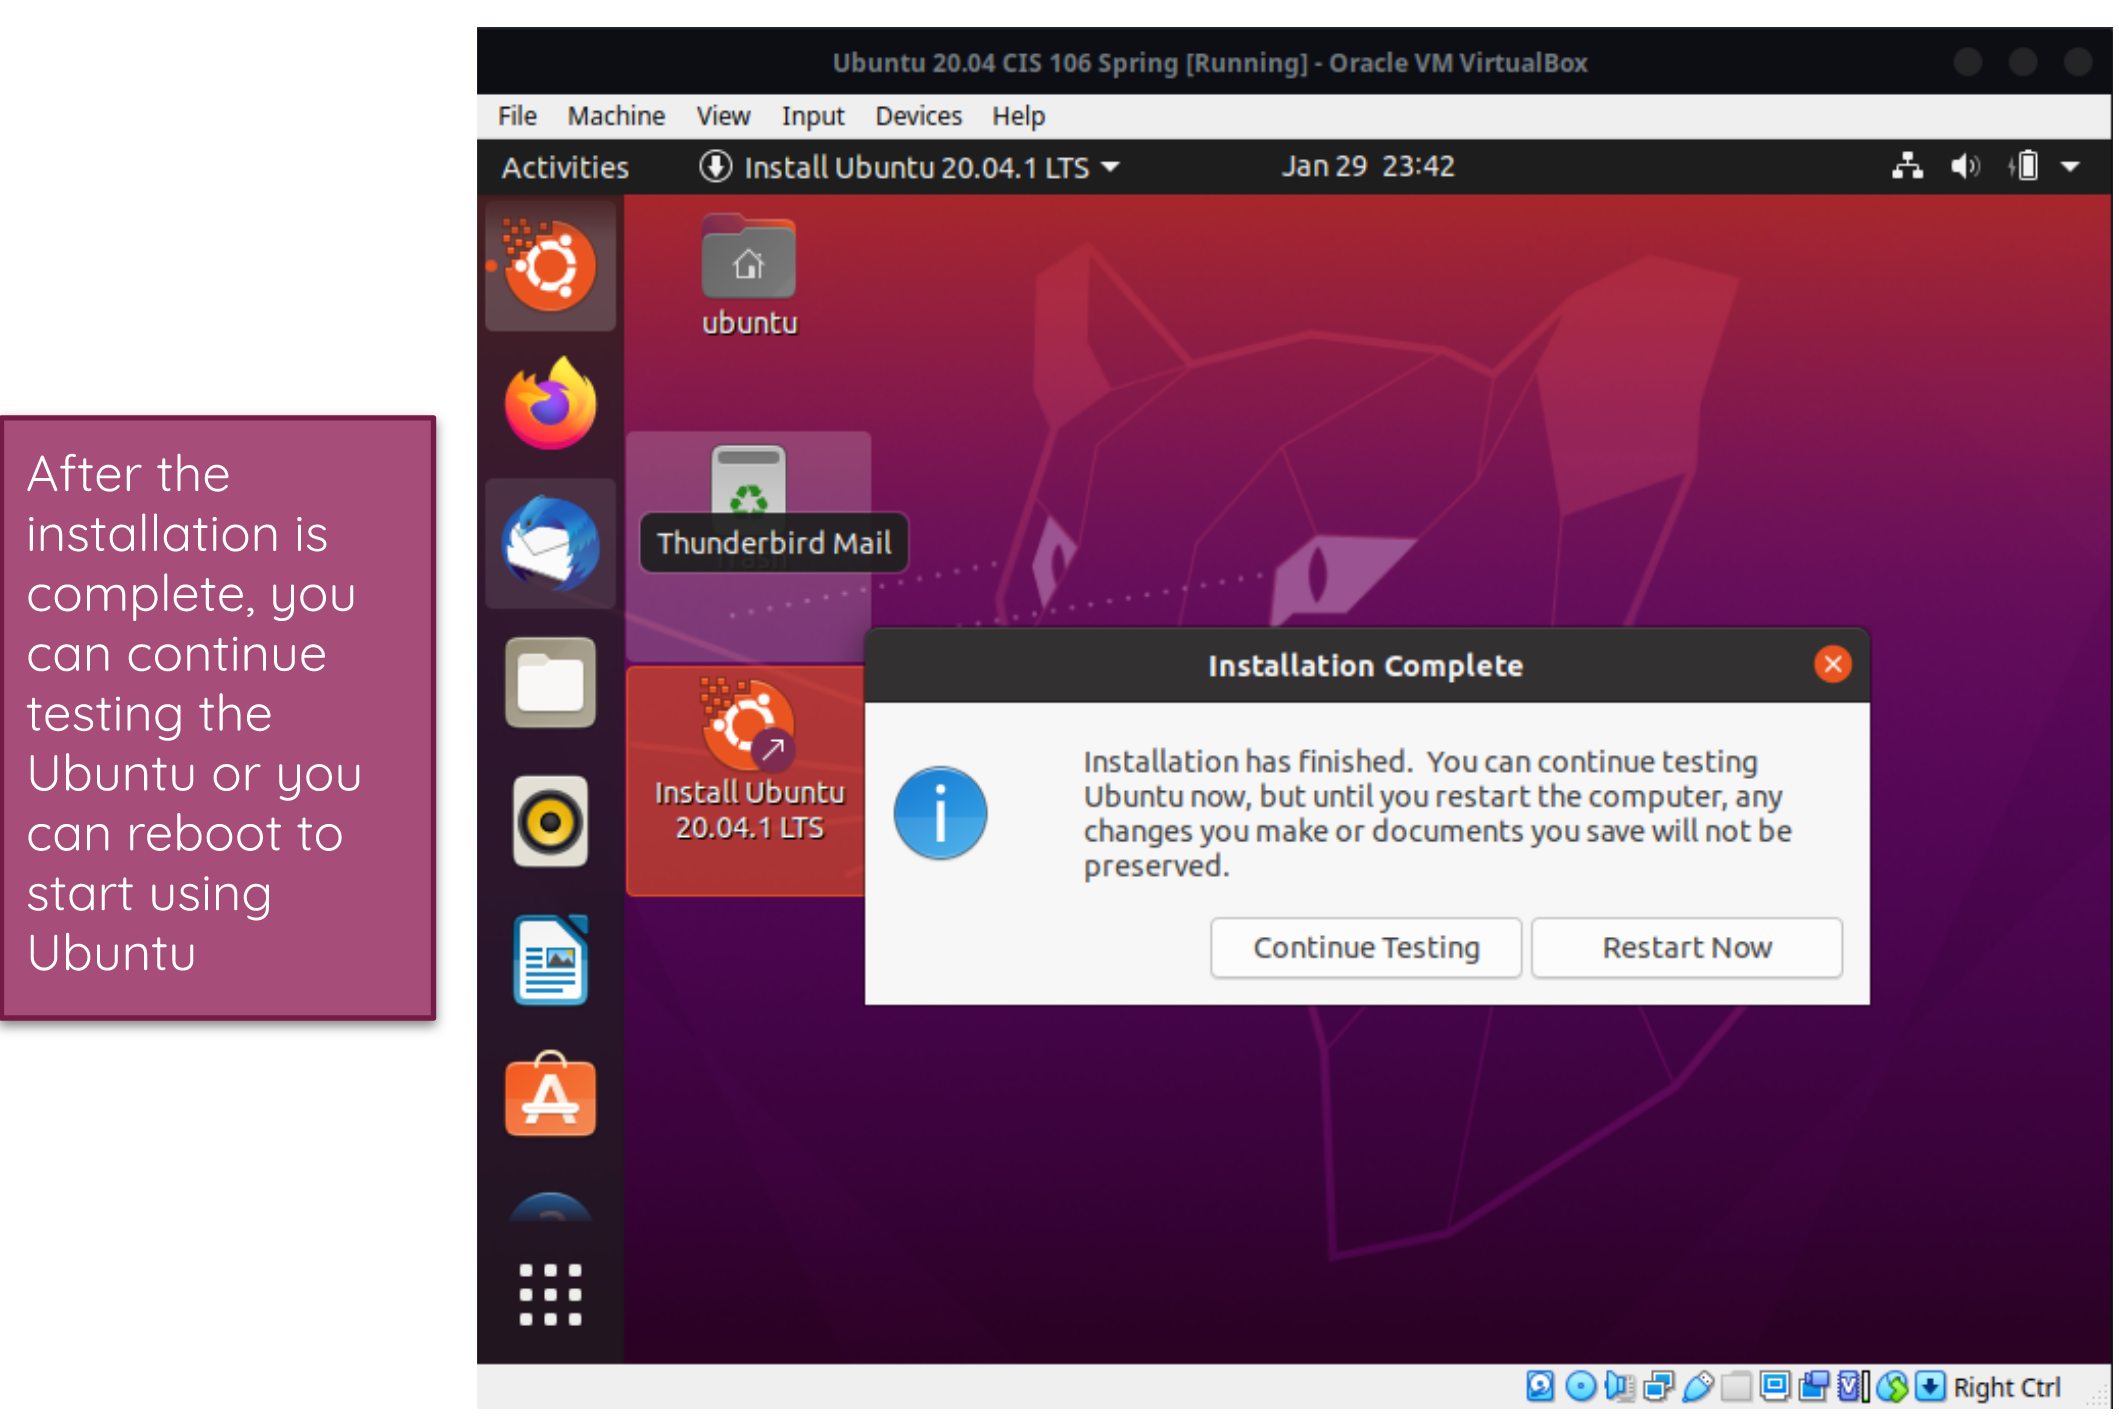 Ubuntu 20.04 CIS 106 Spring [Running] - Oracle VM VirtualBox
File Machine View Input Devices Help
Activities Install Ubuntu 20.04.1 LTS Jan 29 23:42
ubuntu
Thunderbird Mail
Trash
Install Ubuntu
20.04.1 LTS
After the
installation is
complete, you
can continue
testing the
Ubuntu or you
can reboot to
start using
Ubuntu
Installation Complete
Installation has finished. You can continue testing
Ubuntu now, but until you restart the computer, any
changes you make or documents you save will not be
preserved.
Continue Testing Restart Now
Right Ctrl